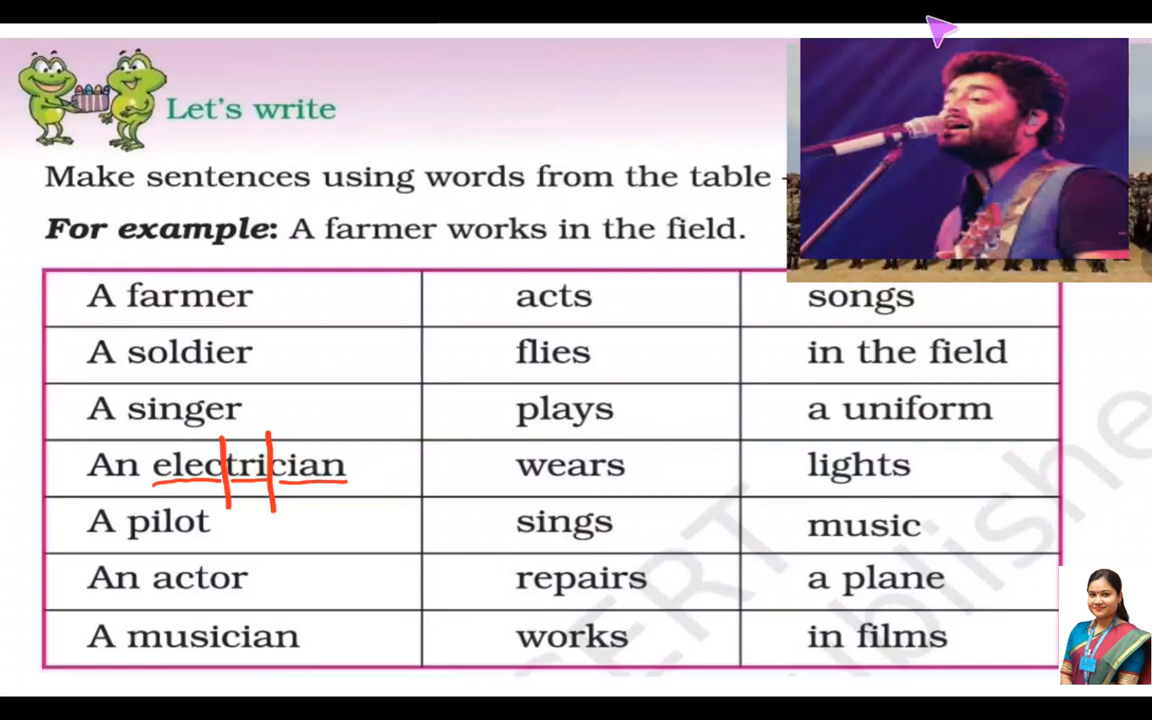 Let's write
Make sentences using words from the table
For example: A farmer works in the field.
A farmer acts songs
A soldier flies in the field
A singer plays a uniform
An electrician wears lights
A pilot sings music
An actor repairs a plane
A musician works in films